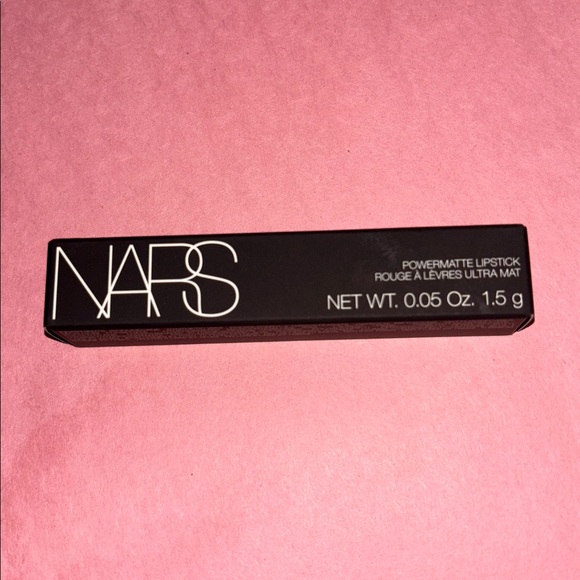 NARS
POWERMATTE LIPSTICK
ROUGE À LÈVRES ULTRA MAT
NET WT. 0.05 Oz. 1.5 g